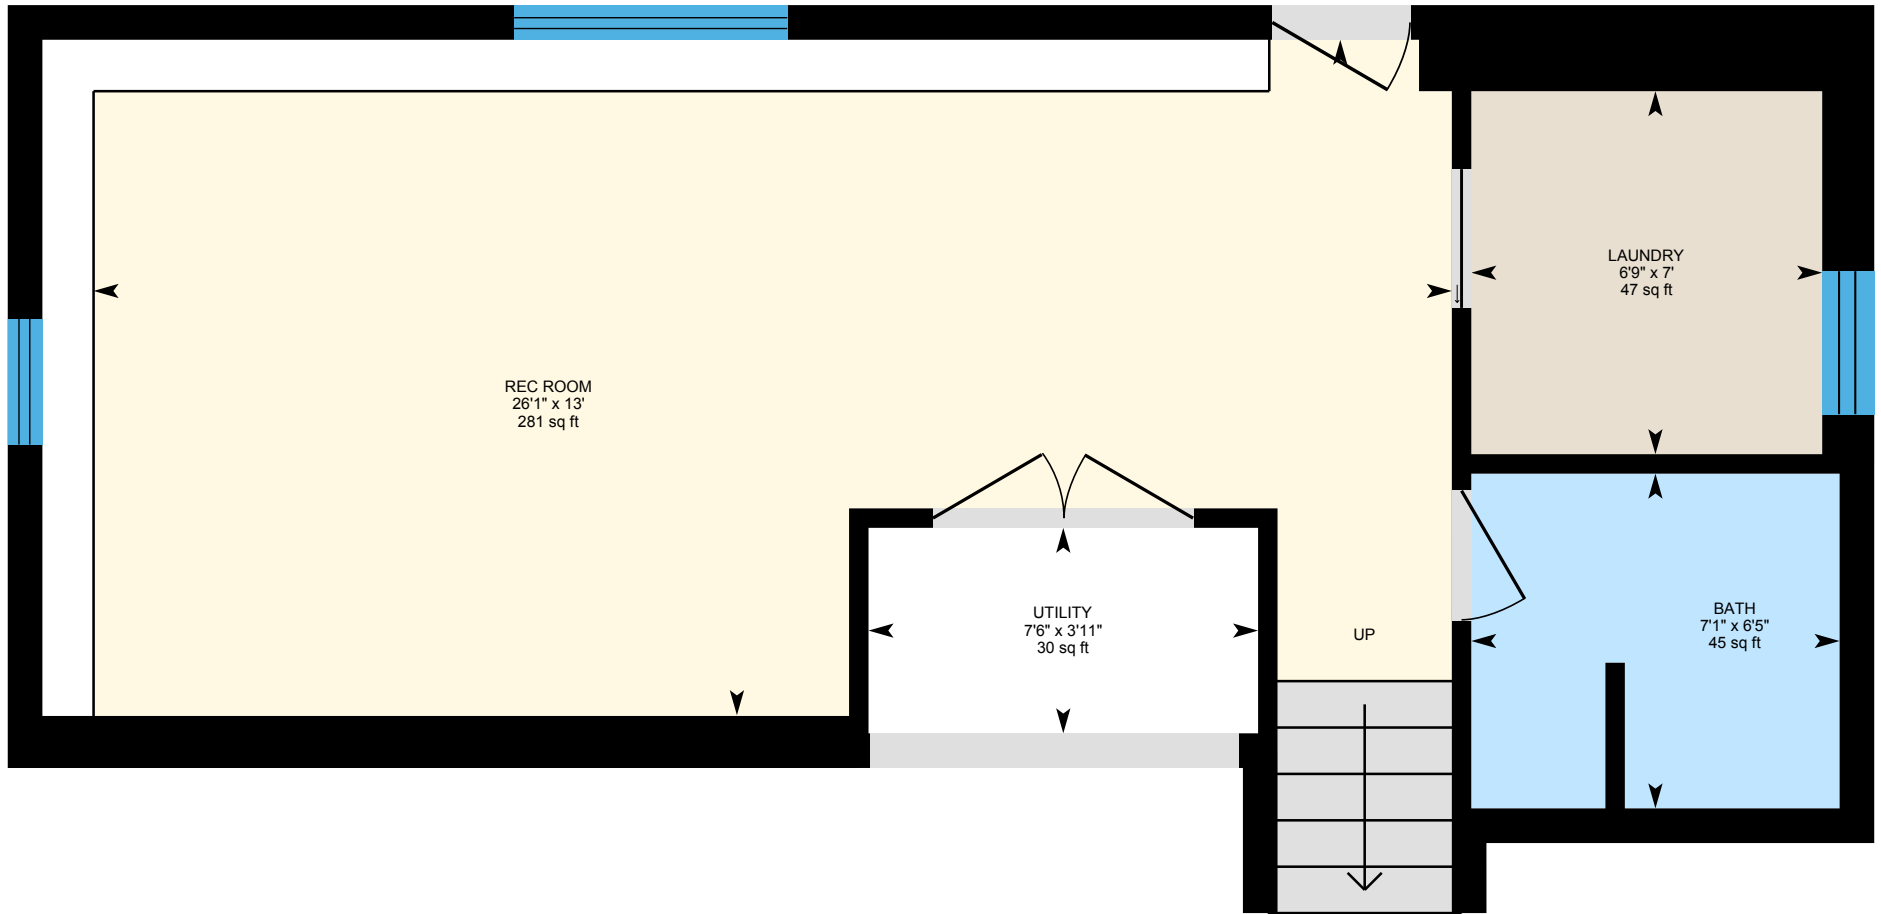 LAUNDRY
6'9" x 7'
47 sq ft
REC ROOM
26'1" x 13'
281 sq ft
UTILITY
7'6" x 3'11"
30 sq ft
UP
BATH
7'1" x 6'5"
45 sq ft